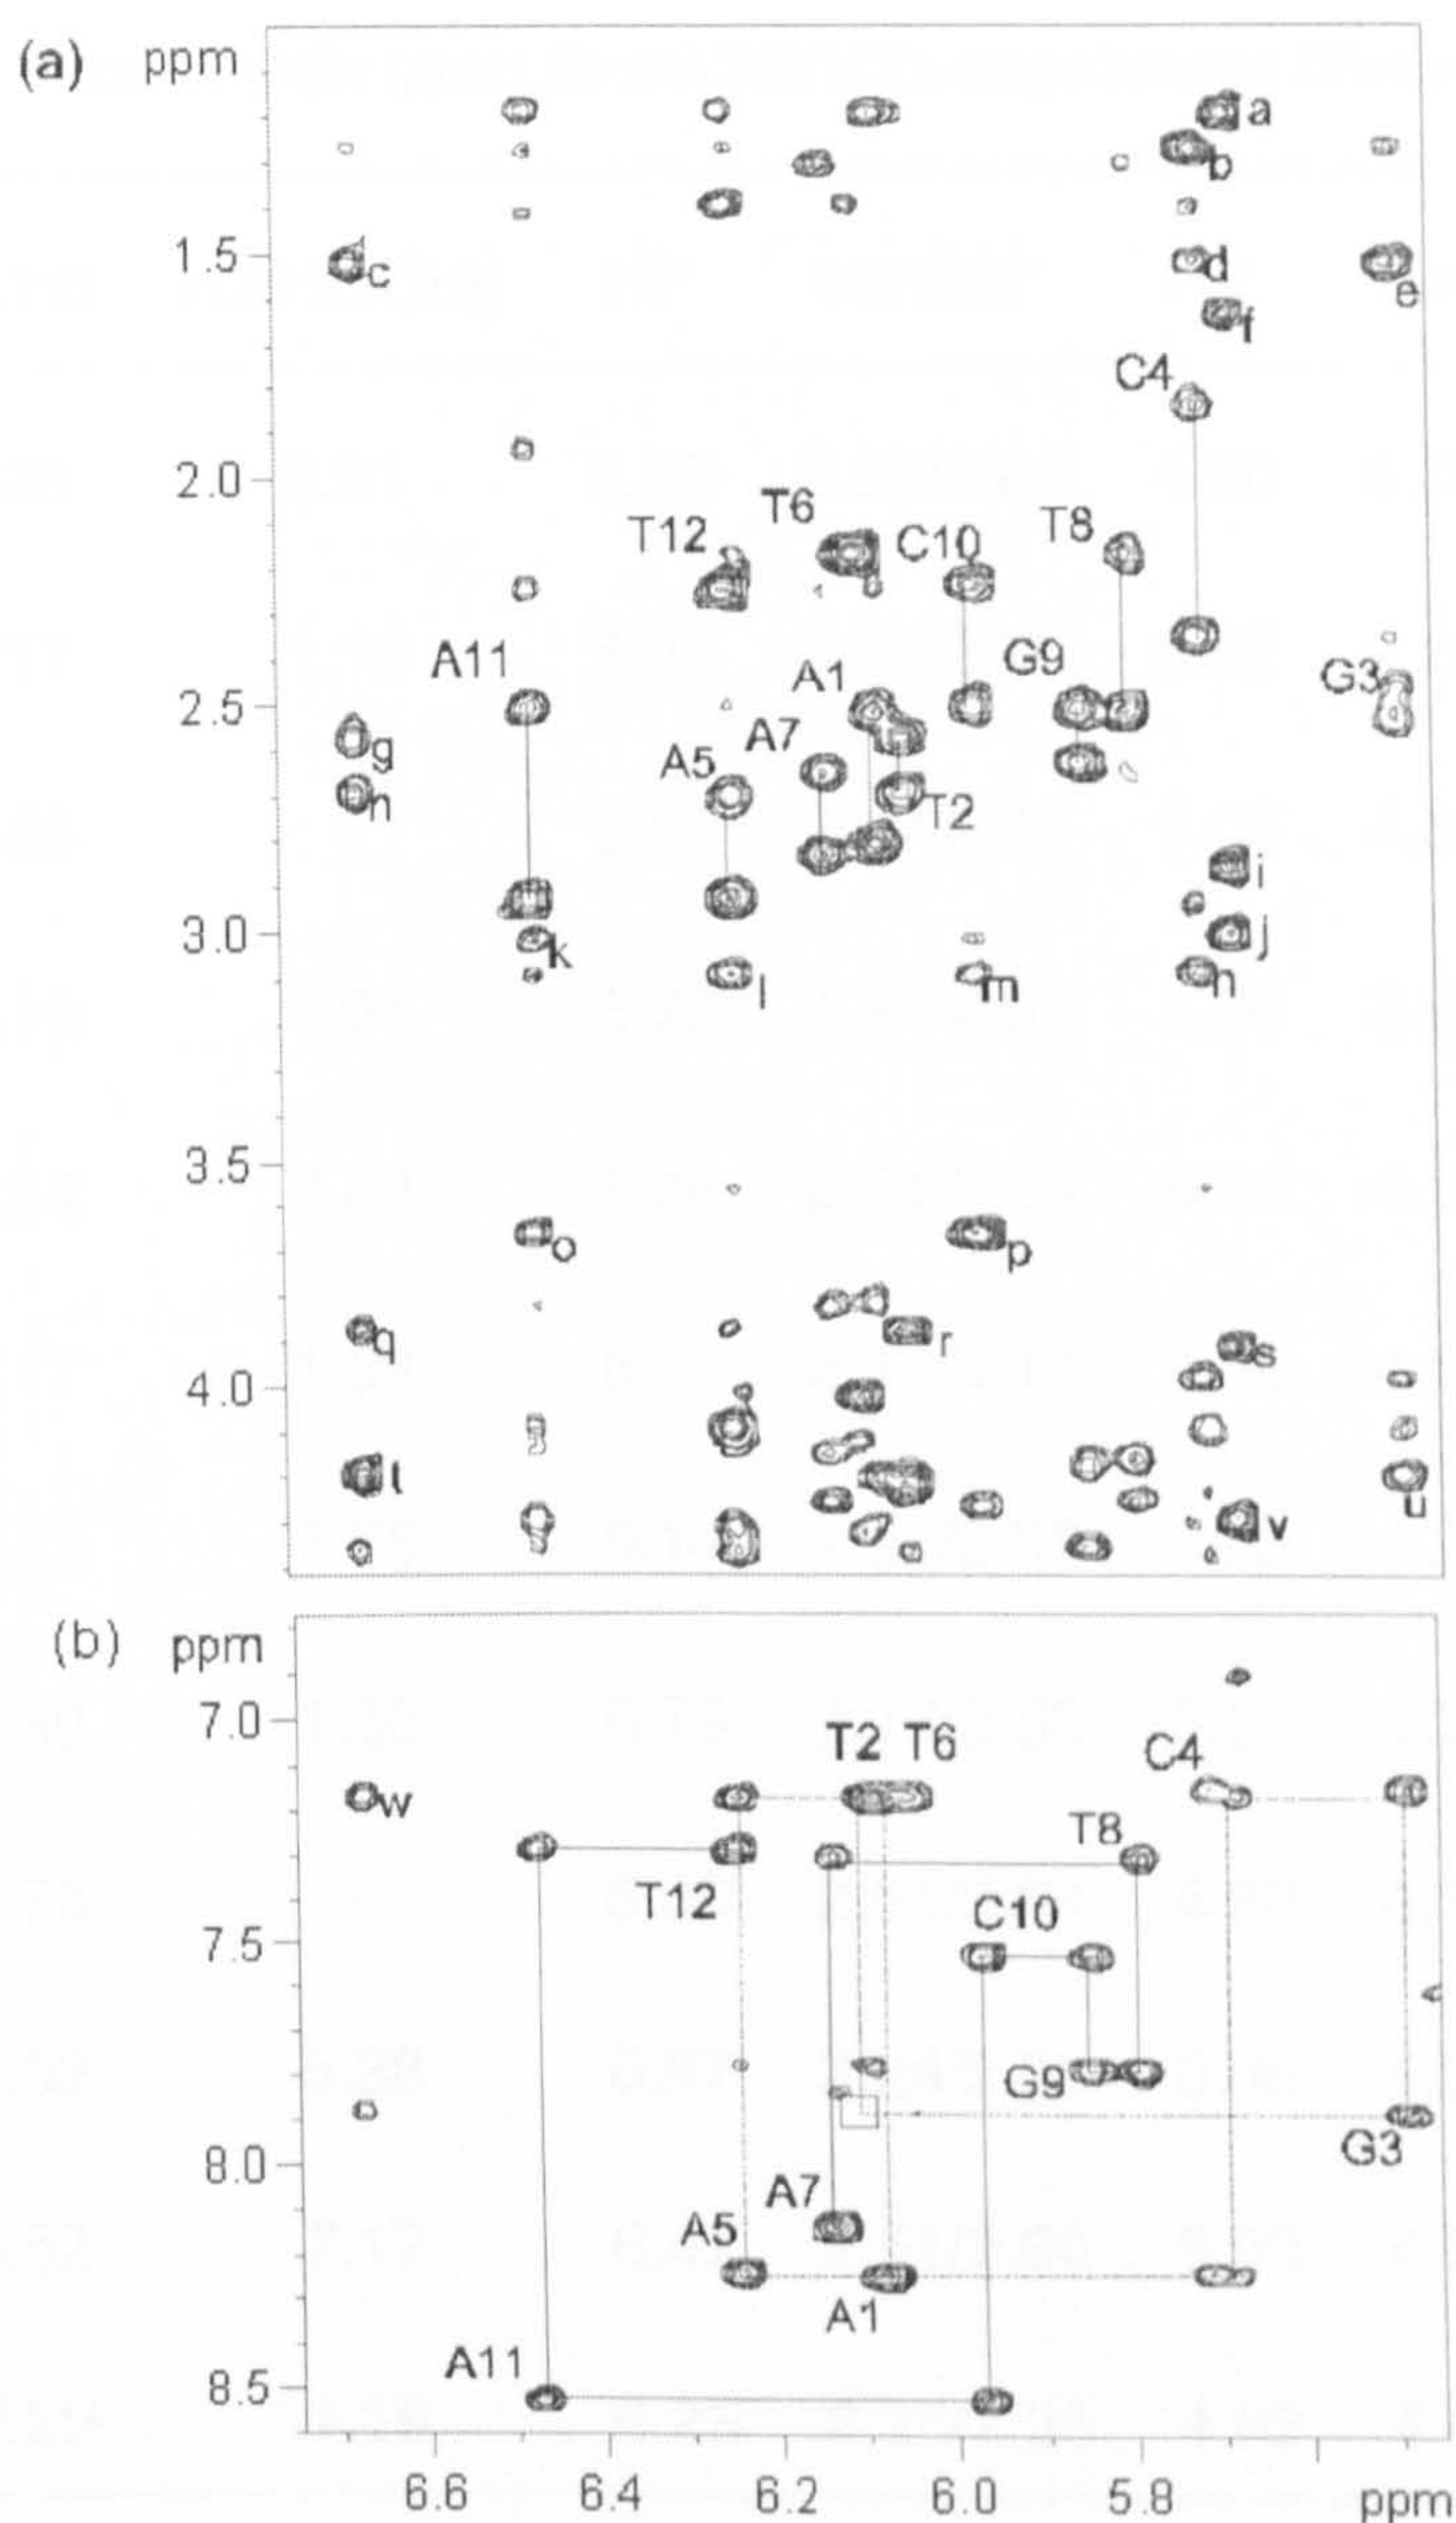 (a) ppm
a
b
1.5
c
d
e
f
C4
2.0
T6
T12
C10
T8
A11
G9
A1
G3
2.5
A7
g
A5
h
T2
i
3.0
j
k
l
m
n
3.5
o
p
q
r
s
4.0
t
u
v
(b) ppm
7.0
T2 T6
C4
w
T8
T12
C10
7.5
G9
G3
8.0
A7
A5
A1
A11
8.5
6.6 6.4 6.2 6.0 5.8 ppm